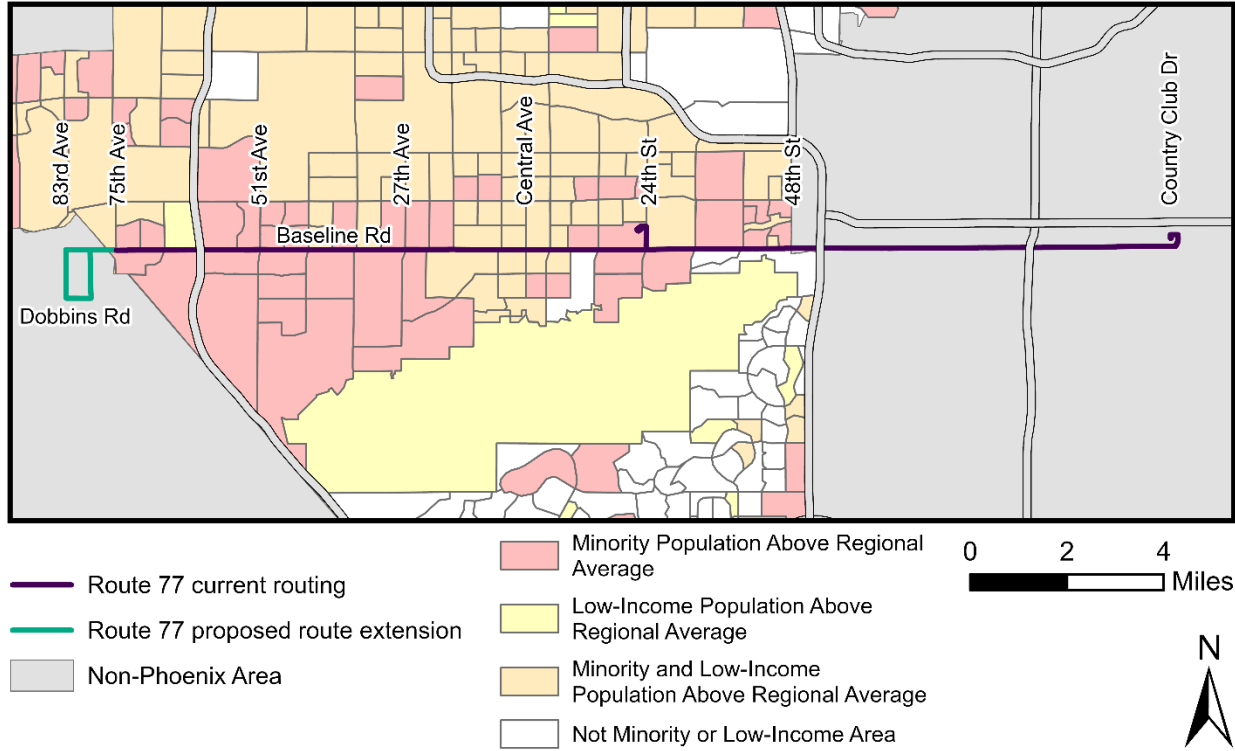 83rd Ave
75th Ave
51st Ave
27th Ave
Central Ave
24th St
48th St
Country Club Dr
Baseline Rd
Dobbins Rd
Route 77 current routing
Route 77 proposed route extension
Non-Phoenix Area
Minority Population Above Regional
Average
Low-Income Population Above
Regional Average
Minority and Low-Income
Population Above Regional Average
Not Minority or Low-Income Area
0 2 4
Miles
N